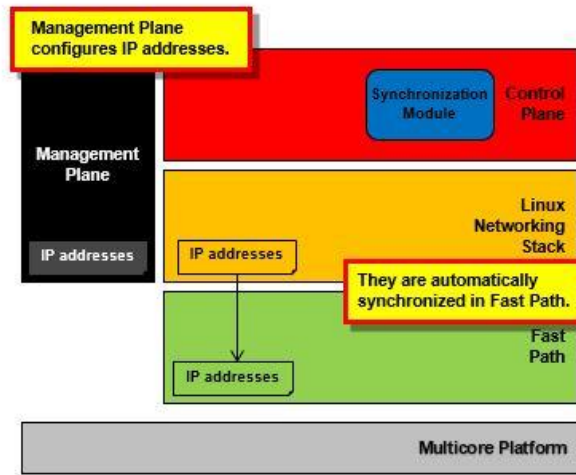 Management Plane
configures IP addresses.
Synchronization
Module
Control
Plane
Management
Plane
IP addresses
Linux
Networking
Stack
IP addresses
They are automatically
synchronized in Fast Path.
Fast
Path
IP addresses
Multicore Platform